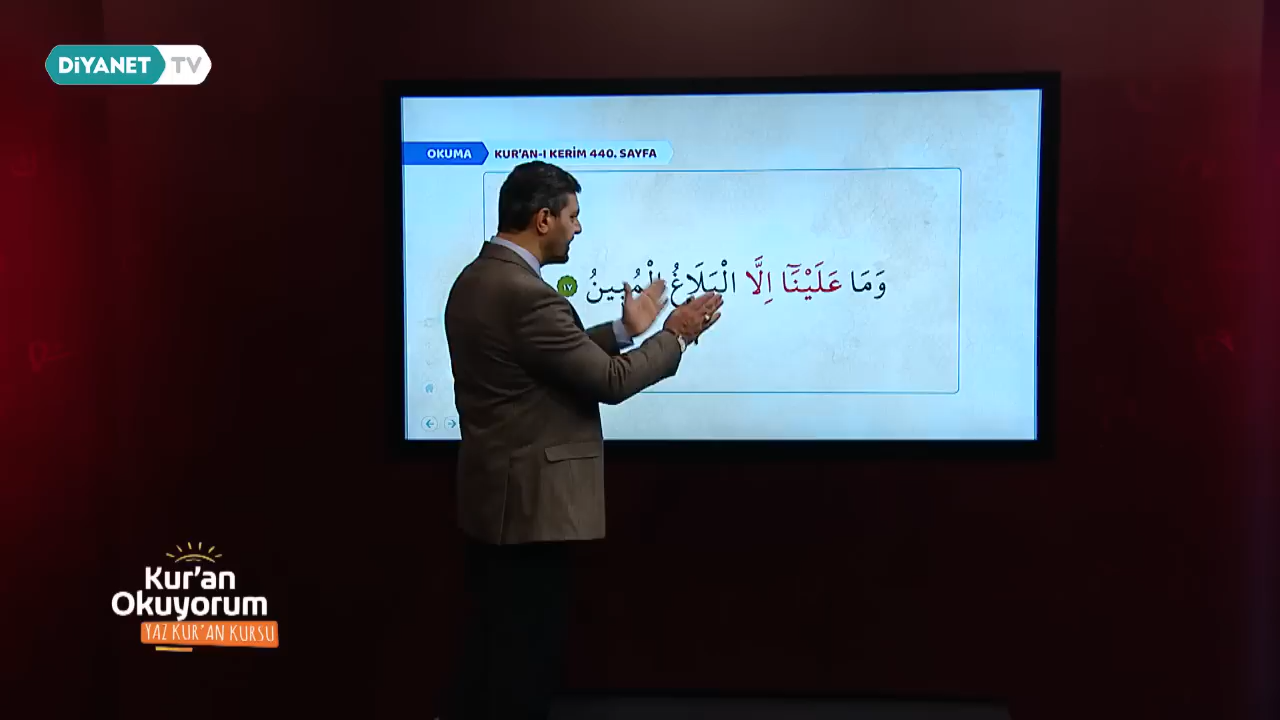 DİYANET TV
OKUMA KUR'AN-I KERİM 440. SAYFA
وَمَا عَلَيْنَٓا اِلَّا الْبَلَاغُ الْمُب۪ينُ ﴿١٧﴾
Kur'an
Okuyorum
YAZ KUR'AN KURSU